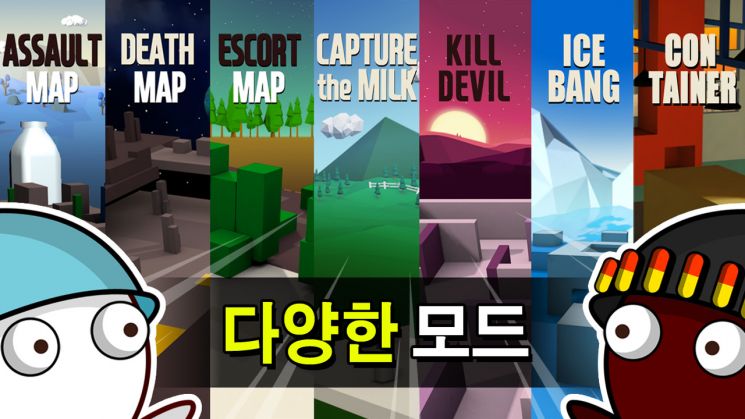 ASSAULT
MAP
DEATH
MAP
ESCORT
MAP
CAPTURE
the MILK
KILL
DEVIL
ICE
BANG
CON
TAINER
다양한 모드